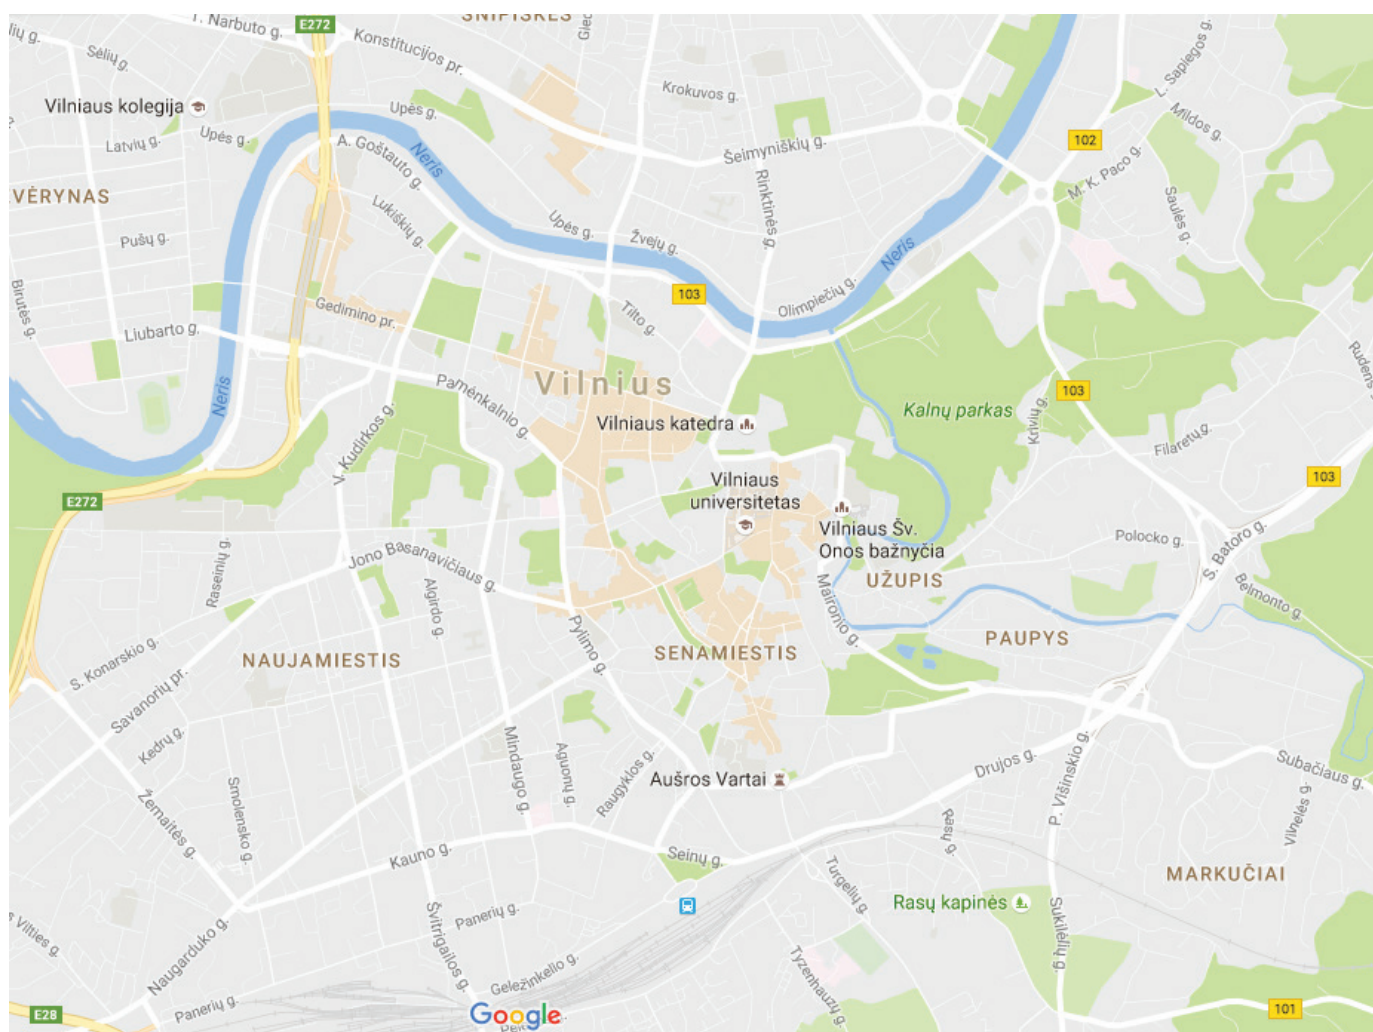 ŠNIPIŠKĖS
E272
T. Narbuto g.
Konstitucijos pr.
Sėlių g.
L. Sapiegos g.
Krokuvos g.
Vilniaus kolegija
Upės g.
Mildos g.
Upės g.
A. Goštauto g.
Neris
Latvių g.
Šeimyniškių g.
102
M. K. Paco g.
VĖRYNAS
Lukiškių g.
Rinktinės g.
Saulės g.
Pušų g.
Upės g.
Žvejų g.
Neris
Birutės g.
103
Olimpiečių g.
Gedimino pr.
Tilto g.
Liubarto g.
Neris
Pamėnkalnio g.
Vilnius
103
Kalnų parkas
Krivių g.
Vilniaus katedra
V. Kudirkos g.
Filaretų g.
Vilniaus
universitetas
103
E272
Vilniaus Šv.
Onos bažnyčia
Polocko g.
S. Batoro g.
Raseinių g.
Jono Basanavičiaus g.
Algirdo g.
UŽUPIS
Maironio g.
Belmonto g.
PAUPYS
Pylimo g.
NAUJAMIESTIS
SENAMIESTIS
S. Konarskio g.
Savanorių pr.
Kedrų g.
Mindaugo g.
Aguonų g.
Raugyklos g.
Aušros Vartai
Drujos g.
P. Višinskio g.
Subačiaus g.
Smolensko g.
Žemaitės g.
Vilnelės g.
Rasų g.
Kauno g.
Seinų g.
Turgelių g.
MARKUČIAI
Rasų kapinės
Švitrigailos g.
Panerių g.
Sukilėlių g.
Naugarduko g.
Tyzenhauzų g.
Geležinkelio g.
Panerių g.
E28
Google
101